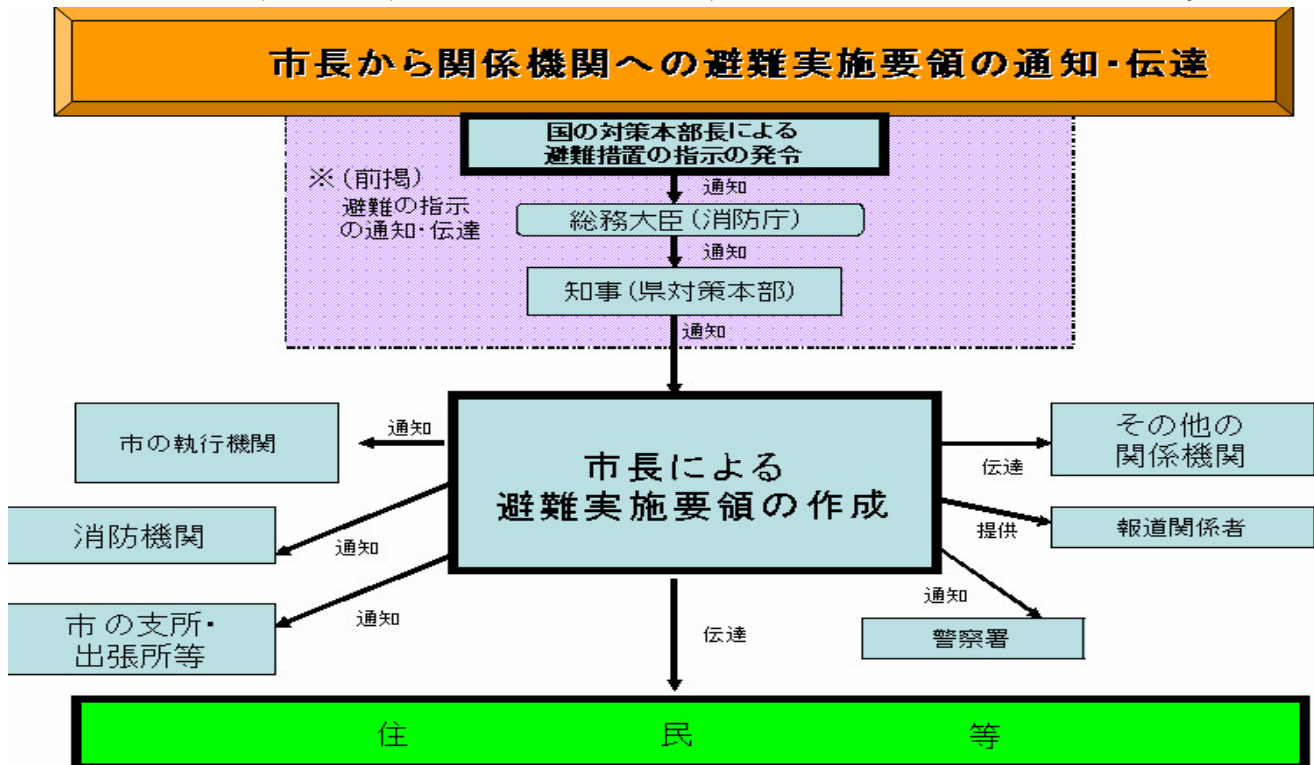 市長から関係機関への避難実施要領の通知・伝達
国の対策本部長による
避難措置の指示の発令
※(前掲)
避難の指示
の通知・伝達
通知
総務大臣(消防庁)
通知
知事(県対策本部)
通知
市の執行機関
通知
市長による
避難実施要領の作成
その他の
関係機関
伝達
消防機関
通知
提供
報道関係者
市の支所・
出張所等
通知
伝達
通知
警察署
住民等